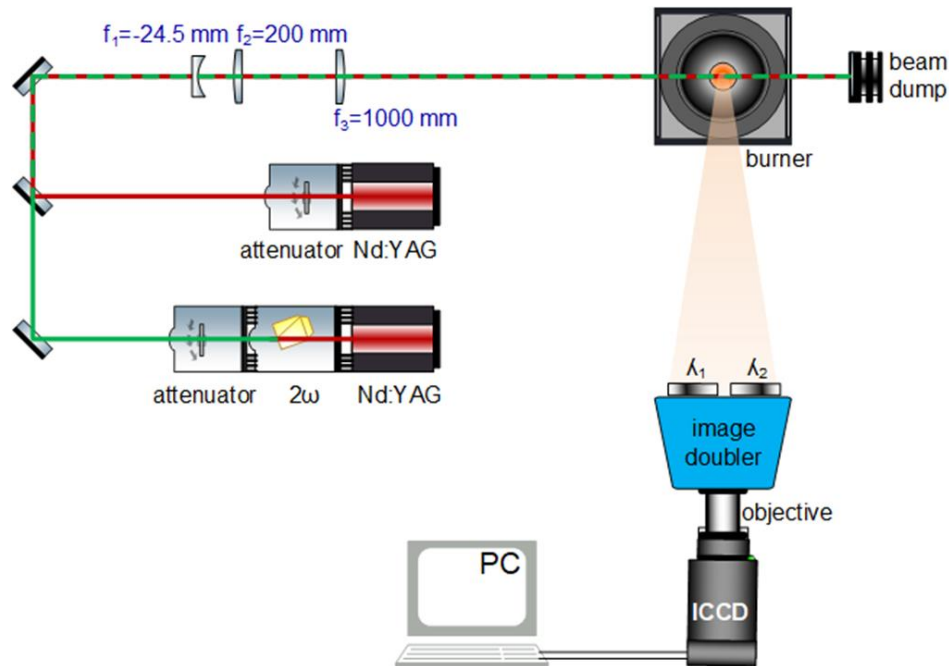 f₁=-24.5 mm f₂=200 mm
f₃=1000 mm
beam
dump
burner
attenuator Nd:YAG
attenuator 2ω Nd:YAG
λ₁ λ₂
image
doubler
objective
PC
ICCD